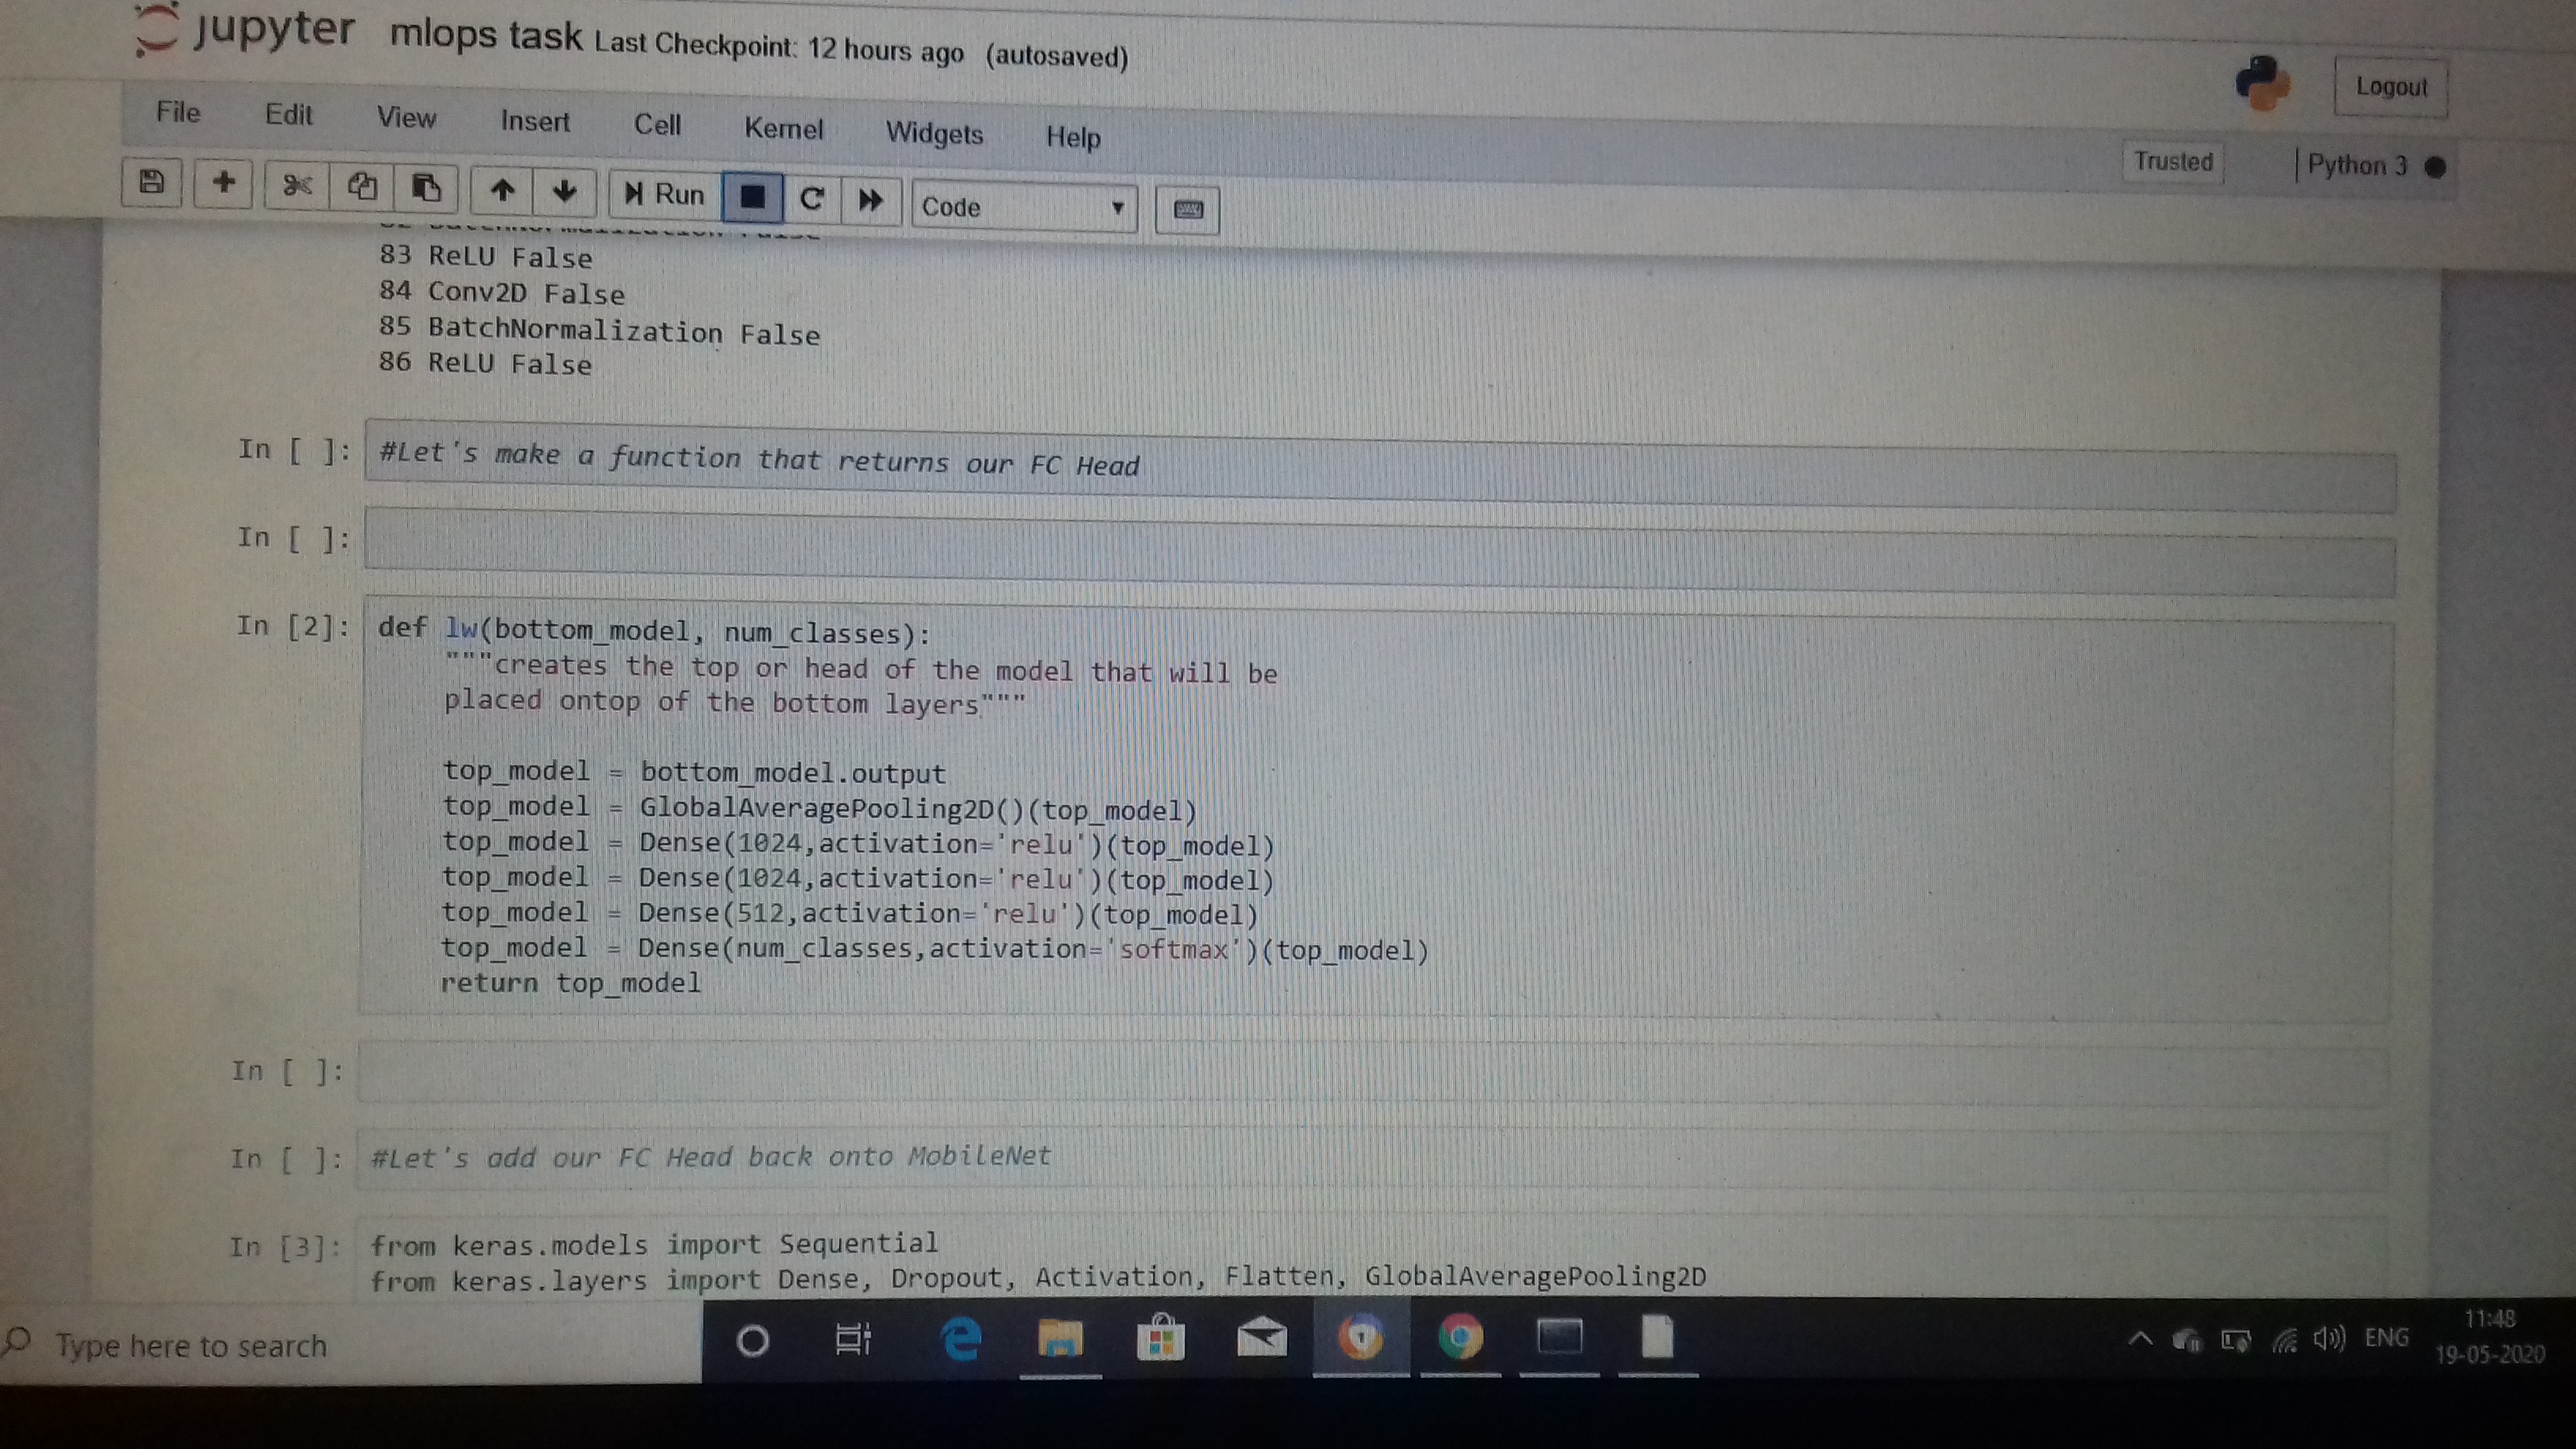 jupyter mlops task Last Checkpoint: 12 hours ago (autosaved)
Logout
File Edit View Insert Cell Kernel Widgets Help
Trusted Python 3
Run Code
83 ReLU False
84 Conv2D False
85 BatchNormalization False
86 ReLU False
In [ ]: #Let's make a function that returns our FC Head
In [ ]:
In [2]: def lw(bottom_model, num_classes):
"""creates the top or head of the model that will be
placed ontop of the bottom layers"""
top_model = bottom_model.output
top_model = GlobalAveragePooling2D()(top_model)
top_model = Dense(1024,activation='relu')(top_model)
top_model = Dense(1024,activation='relu')(top_model)
top_model = Dense(512,activation='relu')(top_model)
top_model = Dense(num_classes,activation='softmax')(top_model)
return top_model
In [ ]:
In [ ]: #Let's add our FC Head back onto MobileNet
In [3]: from keras.models import Sequential
from keras.layers import Dense, Dropout, Activation, Flatten, GlobalAveragePooling2D
Type here to search
ENG
11:48
19-05-2020